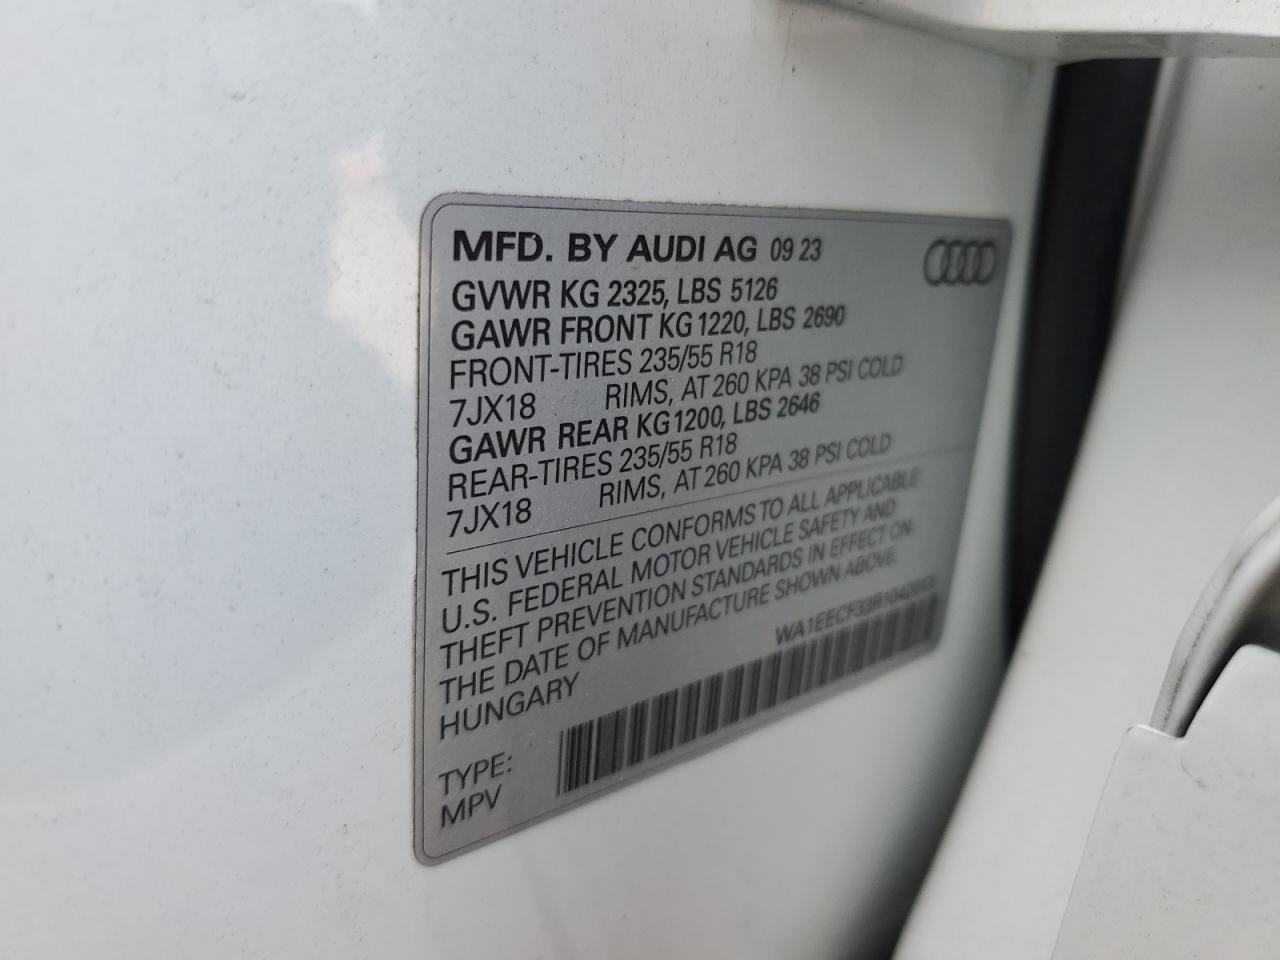 MFD. BY AUDI AG 09 23
GVWR KG 2325, LBS 5126
GAWR FRONT KG 1220, LBS 2690
FRONT-TIRES 235/55 R18
7JX18 RIMS, AT 260 KPA 38 PSI COLD
GAWR REAR KG 1200, LBS 2646
REAR-TIRES 235/55 R18
7JX18 RIMS, AT 260 KPA 38 PSI COLD
THIS VEHICLE CONFORMS TO ALL APPLICABLE
U.S. FEDERAL MOTOR VEHICLE SAFETY AND
THEFT PREVENTION STANDARDS IN EFFECT ON
THE DATE OF MANUFACTURE SHOWN ABOVE.
HUNGARY
TYPE:
MPV